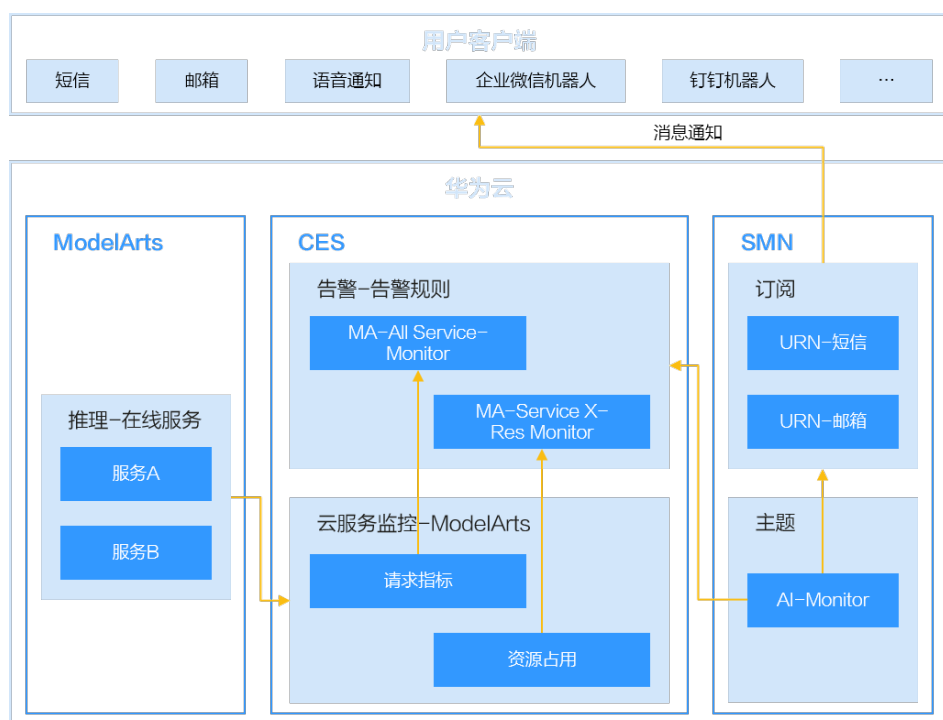 用户客户端
短信
邮箱
语音通知
企业微信机器人
钉钉机器人
…
消息通知
华为云
ModelArts
推理-在线服务
服务A
服务B
CES
告警-告警规则
MA-All Service-
Monitor
MA-Service X-
Res Monitor
云服务监控-ModelArts
请求指标
资源占用
SMN
订阅
URN-短信
URN-邮箱
主题
AI-Monitor